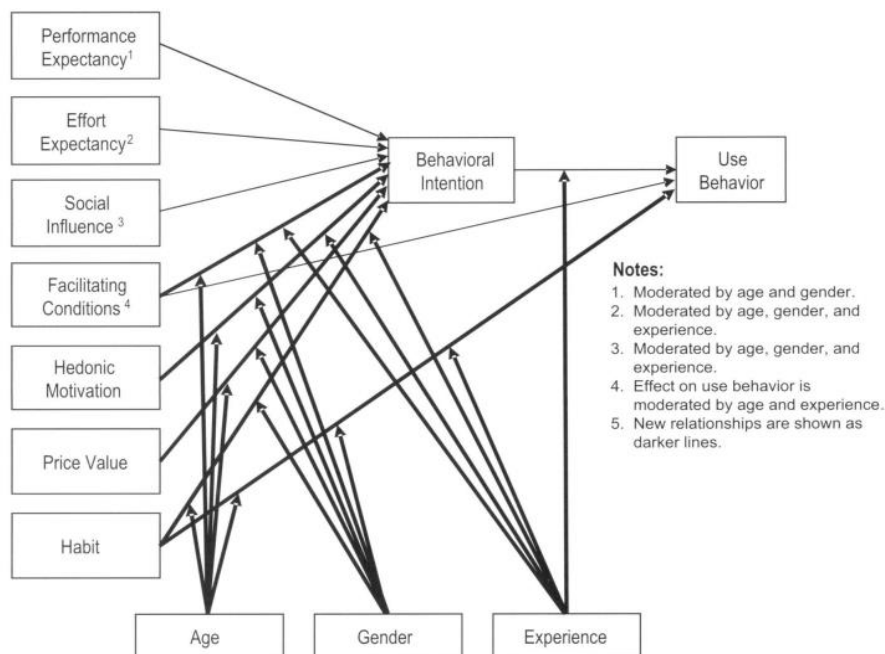 Performance
Expectancy1
Effort
Expectancy2
Social
Influence 3
Facilitating
Conditions 4
Hedonic
Motivation
Price Value
Habit
Behavioral
Intention
Use
Behavior
Notes:
1. Moderated by age and gender.
2. Moderated by age, gender, and
experience.
3. Moderated by age, gender, and
experience.
4. Effect on use behavior is
moderated by age and experience.
5. New relationships are shown as
darker lines.
Age
Gender
Experience